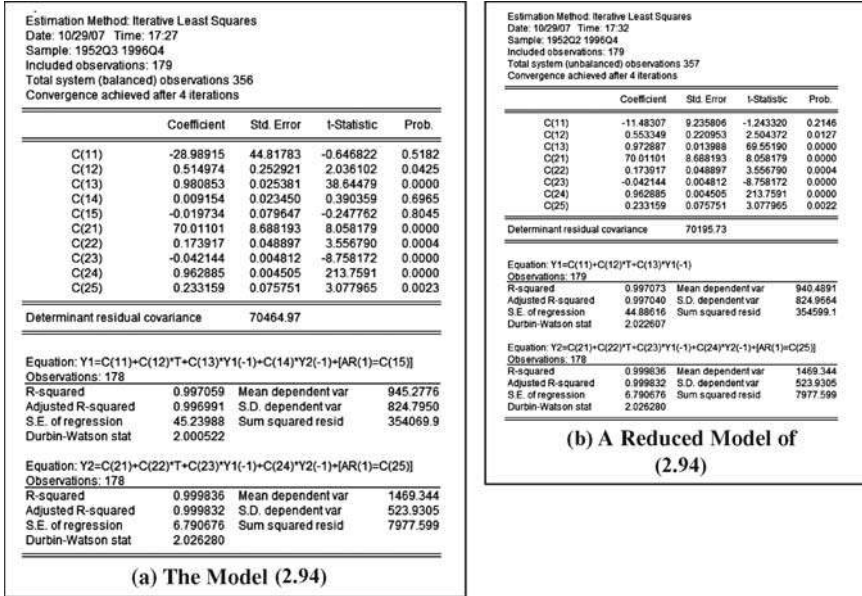 Estimation Method: Iterative Least Squares
Date: 10/29/07 Time: 17:27
Sample: 1952Q3 1996Q4
Included observations: 179
Total system (balanced) observations 356
Convergence achieved after 4 iterations
Coefficient Std. Error t-Statistic Prob.
C(11) -28.98915 44.81783 -0.646822 0.5182
C(12) 0.514974 0.252921 2.036102 0.0425
C(13) 0.980853 0.025381 38.64479 0.0000
C(14) 0.009154 0.023450 0.390359 0.6965
C(15) -0.019734 0.079647 -0.247762 0.8045
C(21) 70.01101 8.688193 8.058179 0.0000
C(22) 0.173917 0.048897 3.556790 0.0004
C(23) -0.042144 0.004812 -8.758172 0.0000
C(24) 0.962885 0.004505 213.7591 0.0000
C(25) 0.233159 0.075751 3.077965 0.0023
Determinant residual covariance 70464.97
Equation: Y1=C(11)+C(12)*T+C(13)*Y1(-1)+C(14)*Y2(-1)+[AR(1)=C(15)]
Observations: 178
R-squared 0.997059 Mean dependent var 945.2776
Adjusted R-squared 0.996991 S.D. dependent var 824.7950
S.E. of regression 45.23988 Sum squared resid 354069.9
Durbin-Watson stat 2.000522
Equation: Y2=C(21)+C(22)*T+C(23)*Y1(-1)+C(24)*Y2(-1)+[AR(1)=C(25)]
Observations: 178
R-squared 0.999836 Mean dependent var 1469.344
Adjusted R-squared 0.999832 S.D. dependent var 523.9305
S.E. of regression 6.790676 Sum squared resid 7977.599
Durbin-Watson stat 2.026280
(a) The Model (2.94)
Estimation Method: Iterative Least Squares
Date: 10/29/07 Time: 17:32
Sample: 1952Q2 1996Q4
Included observations: 179
Total system (unbalanced) observations 357
Convergence achieved after 4 iterations
Coefficient Std. Error t-Statistic Prob.
C(11) -11.48307 9.235806 -1.243320 0.2146
C(12) 0.553349 0.220953 2.504372 0.0127
C(13) 0.972887 0.013988 69.55190 0.0000
C(21) 70.01101 8.688193 8.058179 0.0000
C(22) 0.173917 0.048897 3.556790 0.0004
C(23) -0.042144 0.004812 -8.758172 0.0000
C(24) 0.962885 0.004505 213.7591 0.0000
C(25) 0.233159 0.075751 3.077965 0.0022
Determinant residual covariance 70195.73
Equation: Y1=C(11)+C(12)*T+C(13)*Y1(-1)
Observations: 179
R-squared 0.997073 Mean dependent var 940.4891
Adjusted R-squared 0.997040 S.D. dependent var 824.9664
S.E. of regression 44.88616 Sum squared resid 354599.1
Durbin-Watson stat 2.022607
Equation: Y2=C(21)+C(22)*T+C(23)*Y1(-1)+C(24)*Y2(-1)+[AR(1)=C(25)]
Observations: 178
R-squared 0.999836 Mean dependent var 1469.344
Adjusted R-squared 0.999832 S.D. dependent var 523.9305
S.E. of regression 6.790676 Sum squared resid 7977.599
Durbin-Watson stat 2.026280
(b) A Reduced Model of
(2.94)